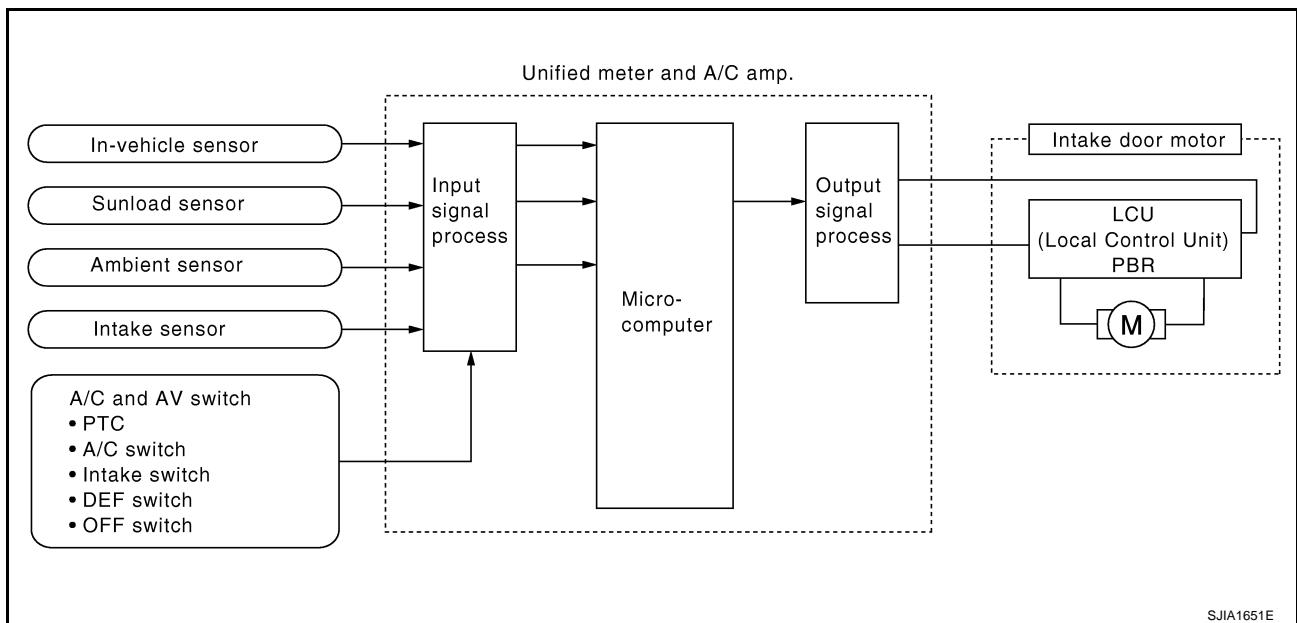 Unified meter and A/C amp.
In-vehicle sensor
Sunload sensor
Ambient sensor
Intake sensor
A/C and AV switch
• PTC
• A/C switch
• Intake switch
• DEF switch
• OFF switch
Input
signal
process
Micro-
computer
Output
signal
process
Intake door motor
LCU
(Local Control Unit)
PBR
M
SJIA1651E